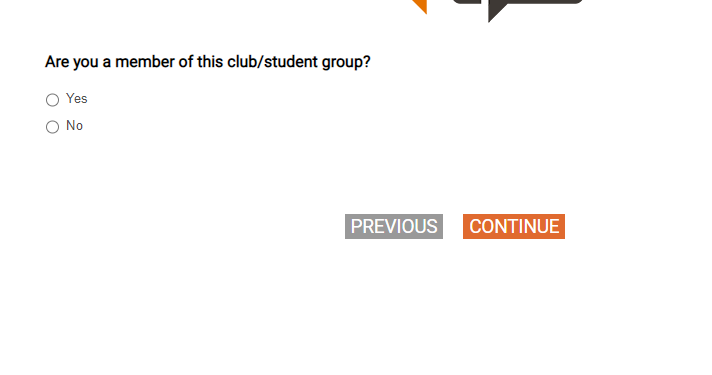 Are you a member of this club/student group?
Yes
No
PREVIOUS CONTINUE